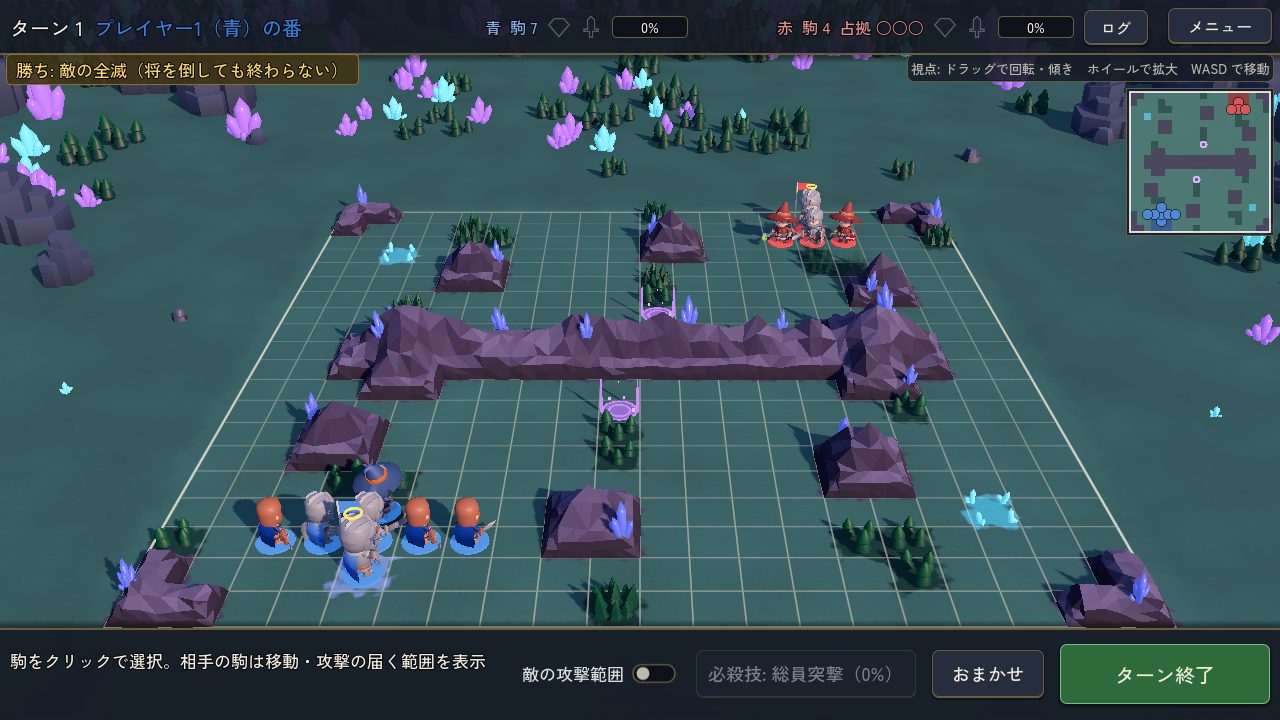 ターン 1 プレイヤー1（青）の番
青 駒 7 0%
赤 駒 4 占拠 〇〇〇 0%
ログ
メニュー
勝ち: 敵の全滅（将を倒しても終わらない）
視点: ドラッグで回転・傾き ホイールで拡大 WASD で移動
駒をクリックで選択。相手の駒は移動・攻撃の届く範囲を表示
敵の攻撃範囲
必殺技: 総員突撃（0%）
おまかせ
ターン終了